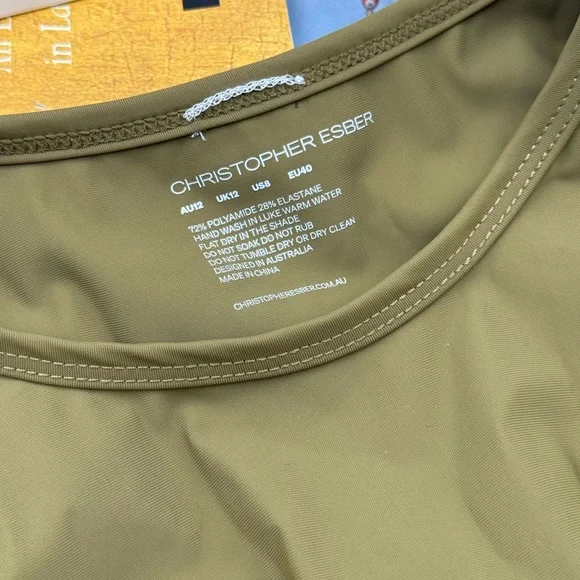 in La
CHRISTOPHER ESBER
AU12 UK12 US8 EU40
72% POLYAMIDE 28% ELASTANE
HAND WASH IN LUKE WARM WATER
FLAT DRY IN THE SHADE
DO NOT SOAK DO NOT RUB
DO NOT TUMBLE DRY OR DRY CLEAN
DESIGNED IN AUSTRALIA
MADE IN CHINA
CHRISTOPHERESBER.COM.AU